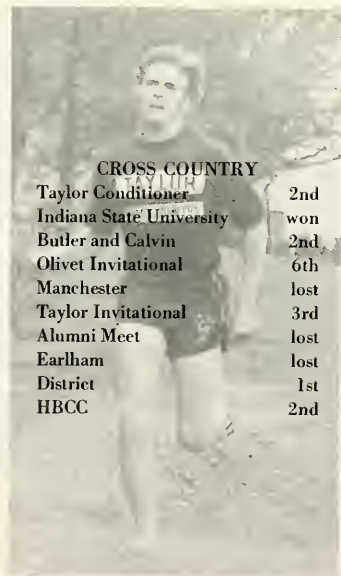 CROSS COUNTRY
TAYLOR
Taylor Conditioner 2nd
Indiana State University won
Butler and Calvin 2nd
Olivet Invitational 6th
Manchester lost
Taylor Invitational 3rd
Alumni Meet lost
Earlham lost
District 1st
HBCC 2nd